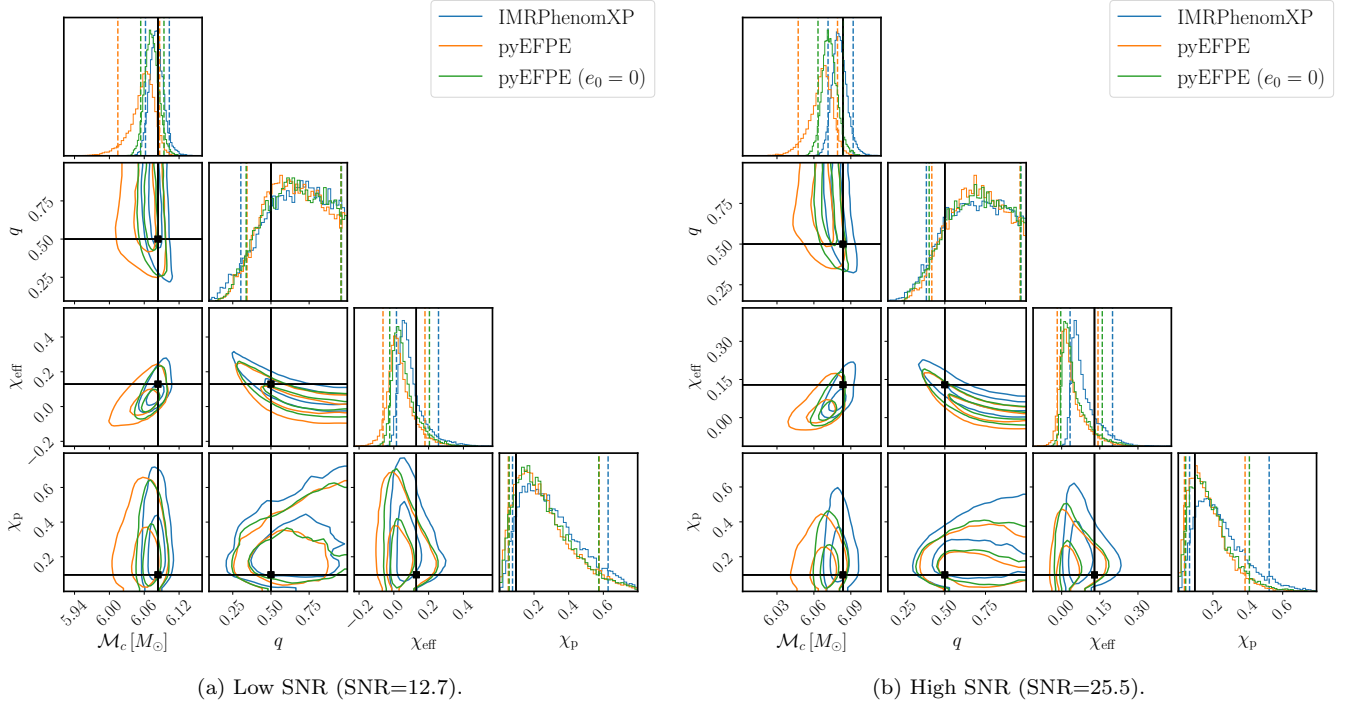 IMRPhenomXP
pyEFPE
pyEFPE (e₀ = 0)
q
0.75
0.50
0.25
χ_eff
0.4
0.2
0.0
−0.2
χ_p
0.6
0.4
0.2
5.94 6.00 6.06 6.12
0.25 0.50 0.75
−0.2 0.0 0.2 0.4
0.2 0.4 0.6
ℳ_c [M_⊙] q χ_eff χ_p
(a) Low SNR (SNR=12.7).
IMRPhenomXP
pyEFPE
pyEFPE (e₀ = 0)
q
0.75
0.50
0.25
χ_eff
0.30
0.15
0.00
χ_p
0.6
0.4
0.2
6.03 6.06 6.09
0.25 0.50 0.75
0.00 0.15 0.30
0.2 0.4 0.6
ℳ_c [M_⊙] q χ_eff χ_p
(b) High SNR (SNR=25.5).